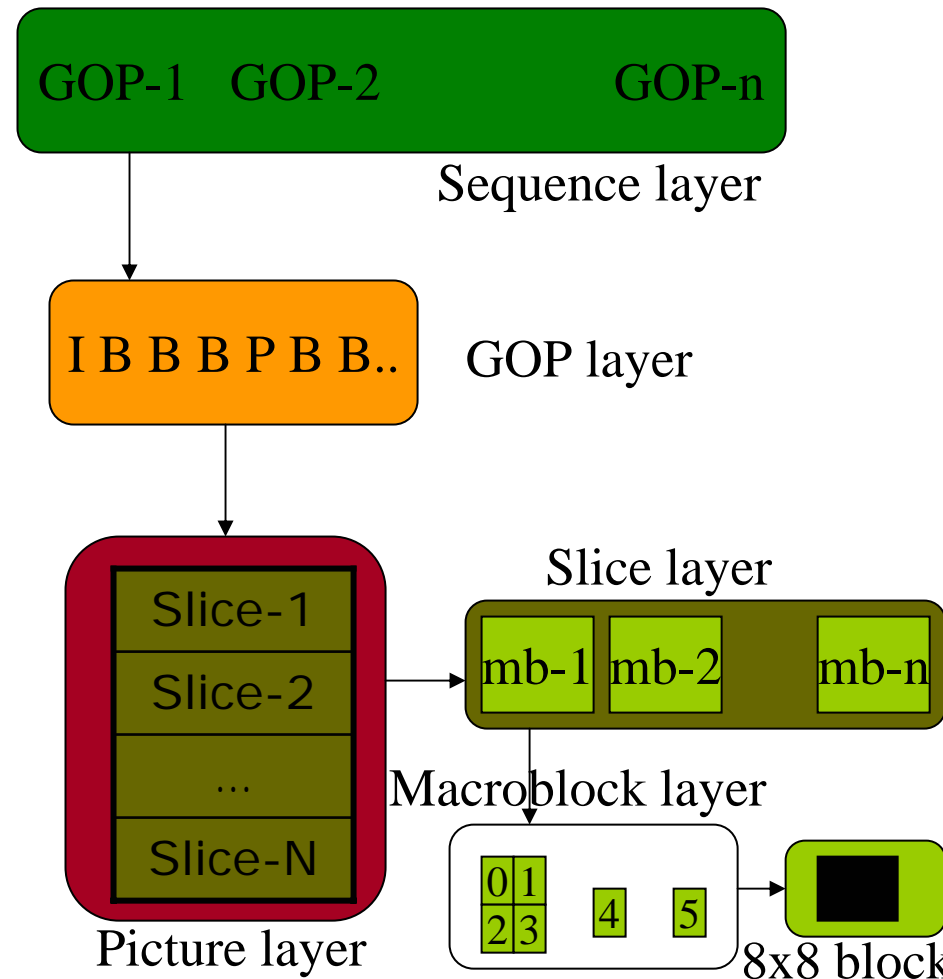 GOP-1 GOP-2 GOP-n
Sequence layer
I B B B P B B..
GOP layer
Slice-1
Slice-2
...
Slice-N
Picture layer
Slice layer
mb-1 mb-2 mb-n
Macroblock layer
0 1
2 3
4 5
8x8 block